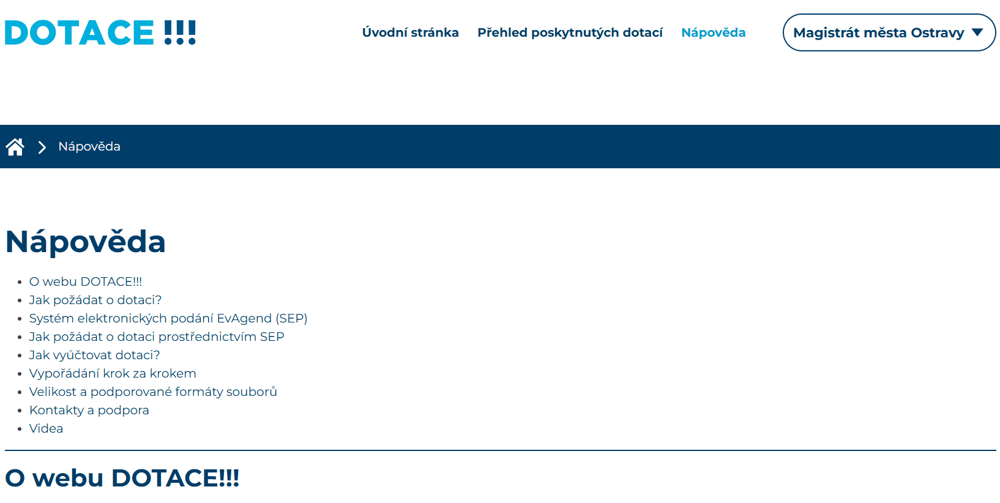 DOTACE !!!
Úvodní stránka Přehled poskytnutých dotací Nápověda Magistrát města Ostravy
Nápověda
Nápověda
O webu DOTACE!!!
Jak požádat o dotaci?
Systém elektronických podání EvAgend (SEP)
Jak požádat o dotaci prostřednictvím SEP
Jak vyúčtovat dotaci?
Vypořádání krok za krokem
Velikost a podporované formáty souborů
Kontakty a podpora
Videa
O webu DOTACE!!!